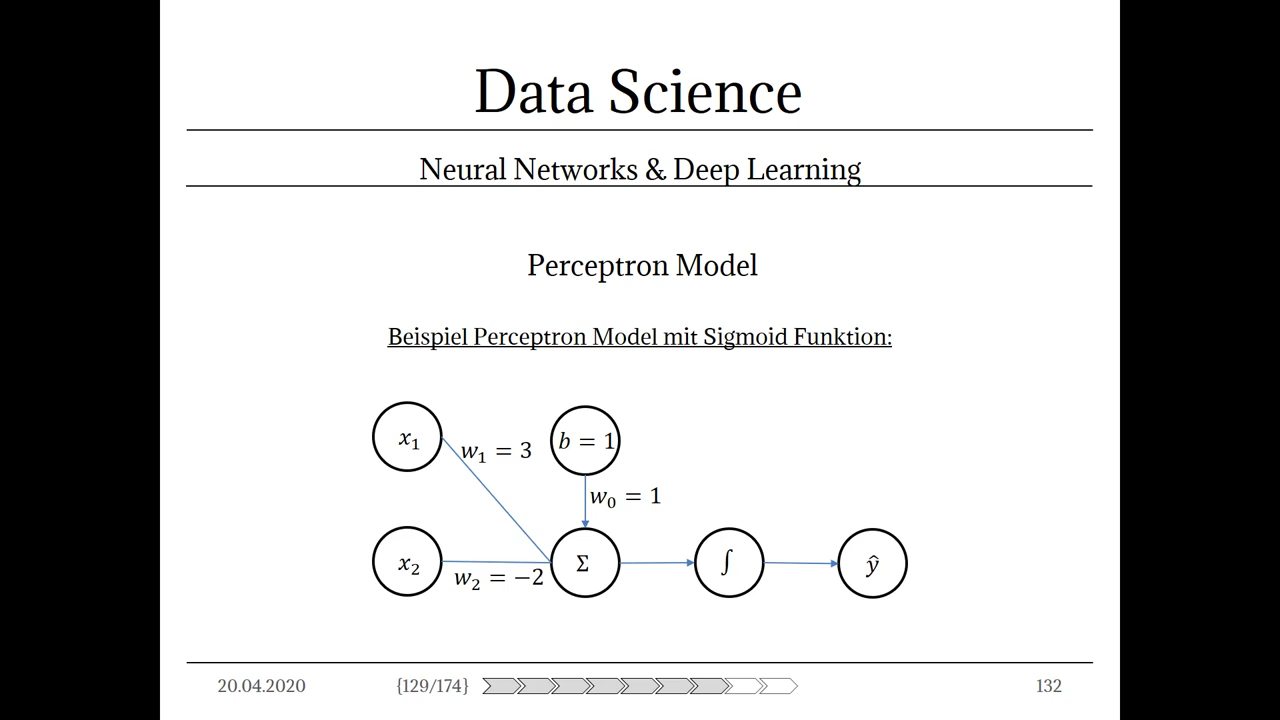 Data Science
Neural Networks & Deep Learning
Perceptron Model
Beispiel Perceptron Model mit Sigmoid Funktion:
x₁
w₁ = 3
b = 1
w₀ = 1
x₂
w₂ = −2
Σ
∫
ŷ
20.04.2020
{129/174}
132